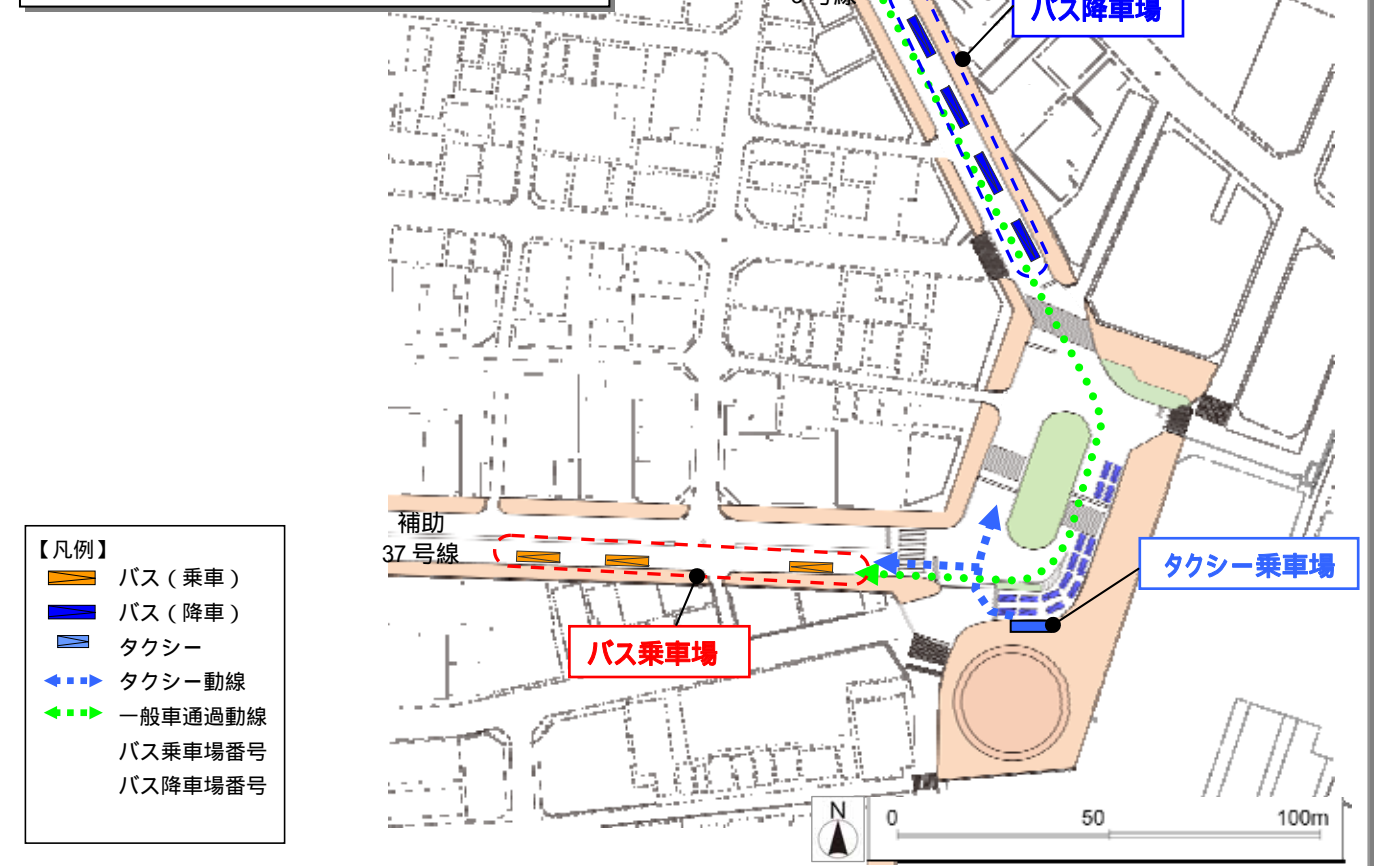 号線
バス降車場
補助
37 号線
バス乗車場
タクシー乗車場
【凡例】
バス（乗車）
バス（降車）
タクシー
タクシー動線
一般車通過動線
バス乗車場番号
バス降車場番号
N
0 50 100m